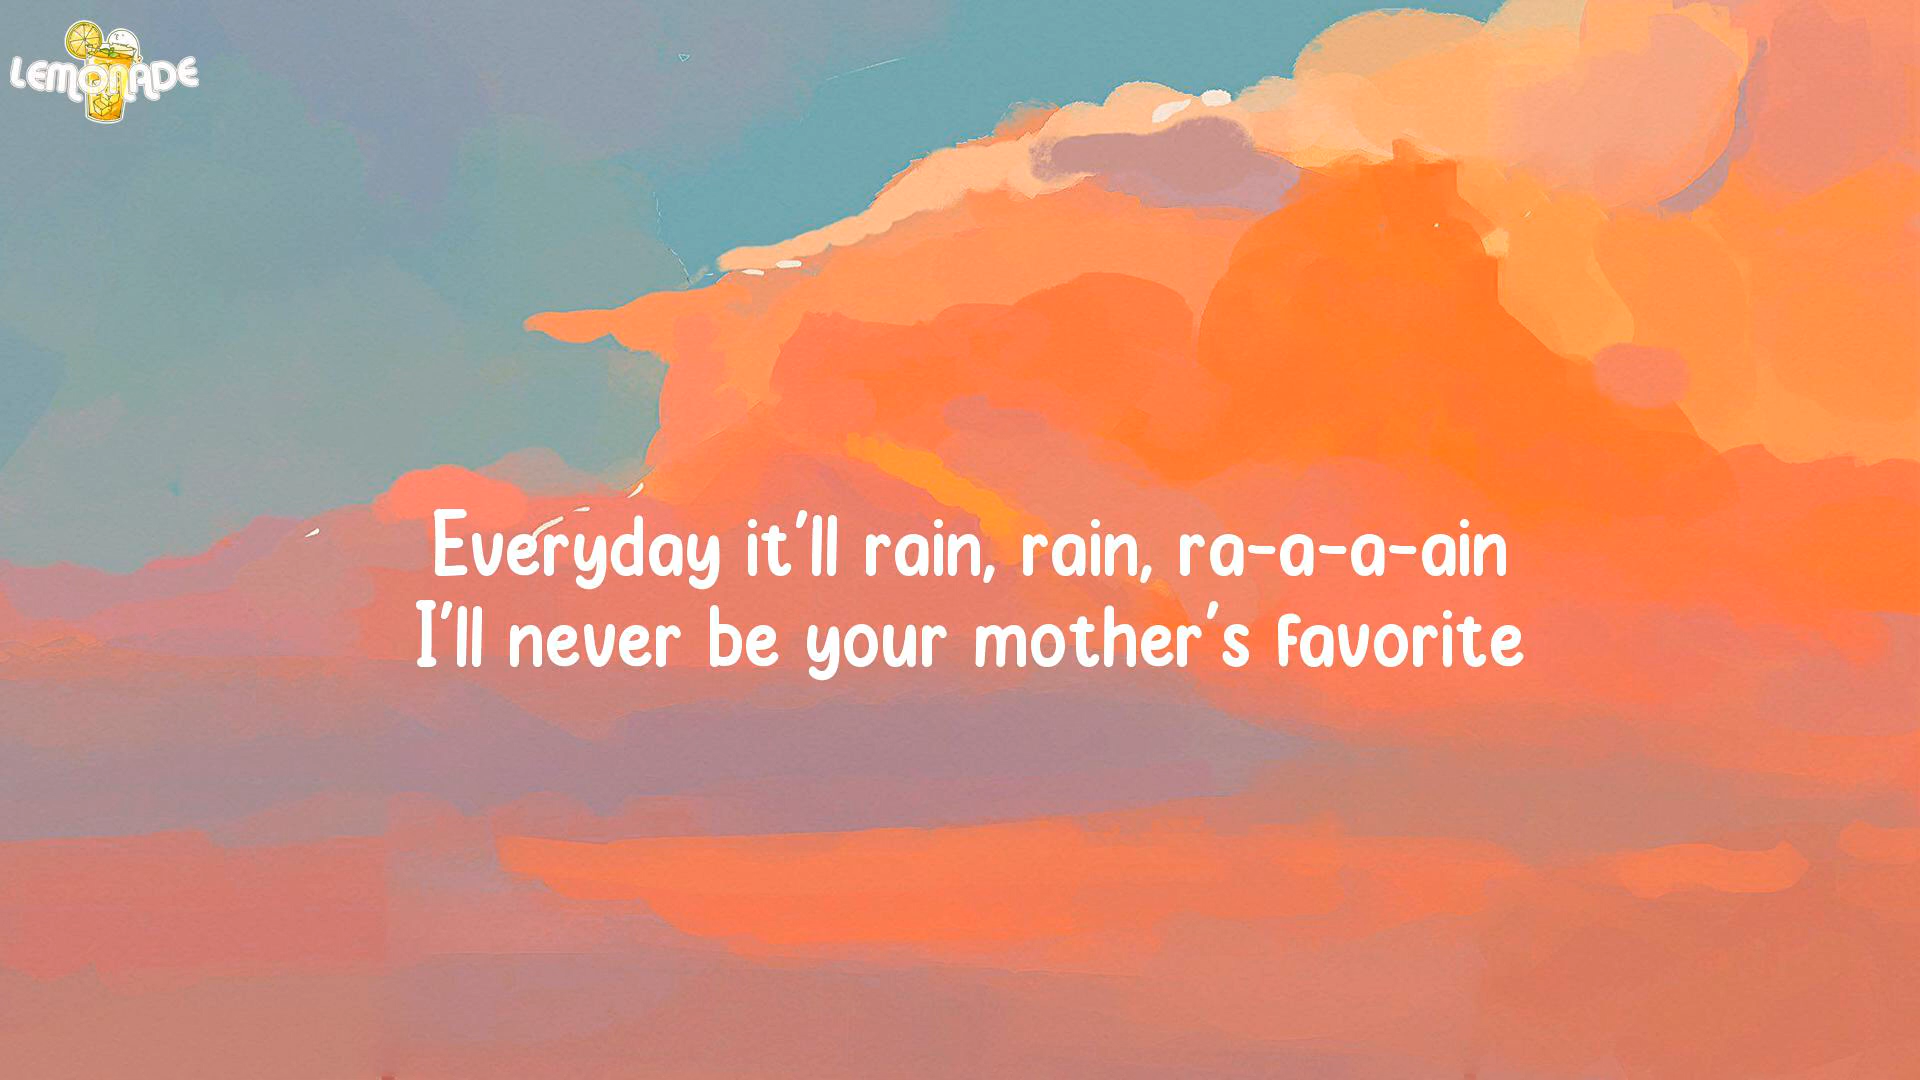 LEMONADE
Everyday it'll rain, rain, ra-a-a-ain
I'll never be your mother's favorite